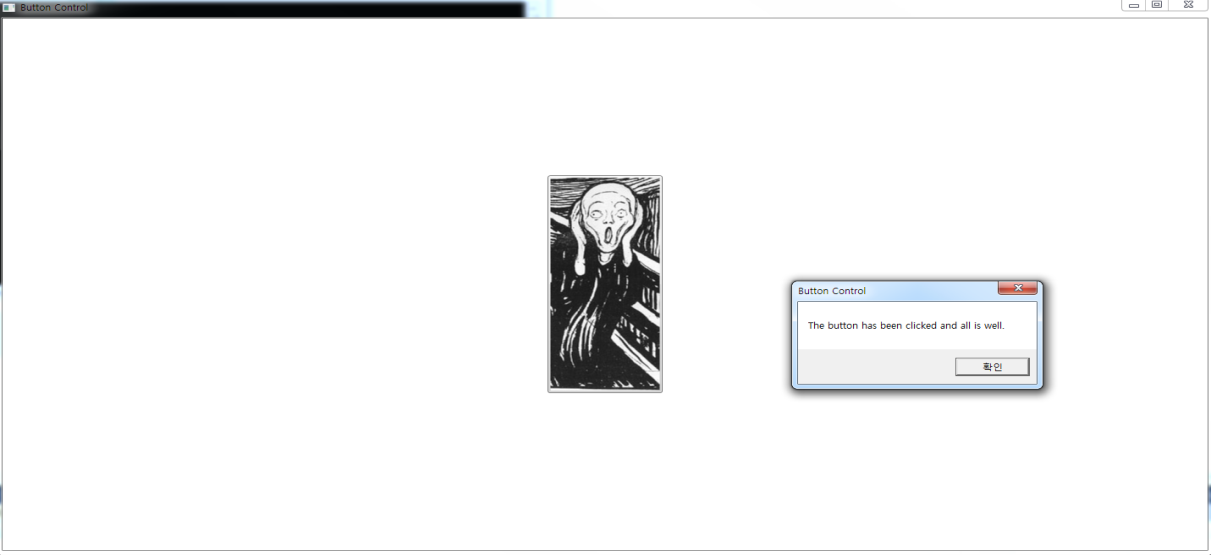 Button Control
Button Control
The button has been clicked and all is well.
확인